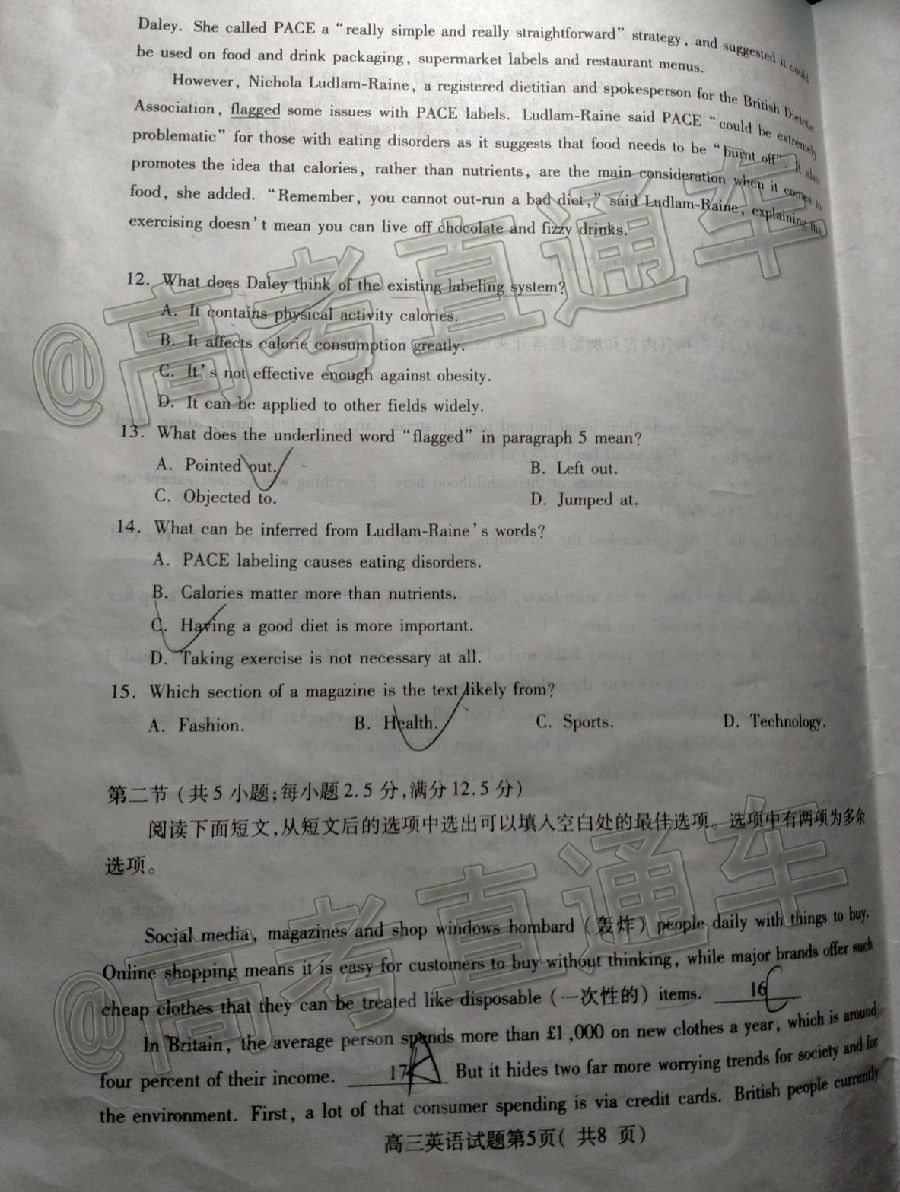 Daley. She called PACE a “really simple and really straightforward” strategy, and suggested it could
be used on food and drink packaging, supermarket labels and restaurant menus.
However, Nichola Ludlam-Raine, a registered dietitian and spokesperson for the British Dietetic
Association, flagged some issues with PACE labels. Ludlam-Raine said PACE “could be extremely
problematic” for those with eating disorders as it suggests that food needs to be “burnt off”. It also
promotes the idea that calories, rather than nutrients, are the main consideration when it comes to
food, she added. “Remember, you cannot out-run a bad diet,” said Ludlam-Raine, explaining that
exercising doesn't mean you can live off chocolate and fizzy drinks.
12. What does Daley think of the existing labeling system?
A. It contains physical activity calories.
B. It affects calorie consumption greatly.
C. It's not effective enough against obesity.
D. It can be applied to other fields widely.
13. What does the underlined word “flagged” in paragraph 5 mean?
A. Pointed out. B. Left out.
C. Objected to. D. Jumped at.
14. What can be inferred from Ludlam-Raine's words?
A. PACE labeling causes eating disorders.
B. Calories matter more than nutrients.
C. Having a good diet is more important.
D. Taking exercise is not necessary at all.
15. Which section of a magazine is the text likely from?
A. Fashion. B. Health. C. Sports. D. Technology.
第二节(共5小题;每小题2.5分,满分12.5分)
阅读下面短文,从短文后的选项中选出可以填入空白处的最佳选项。选项中有两项为多余
选项。
Social media, magazines and shop windows bombard (轰炸) people daily with things to buy.
Online shopping means it is easy for customers to buy without thinking, while major brands offer such
cheap clothes that they can be treated like disposable (一次性的) items. 16 C
In Britain, the average person spends more than £1,000 on new clothes a year, which is around
four percent of their income. 17 A But it hides two far more worrying trends for society and for
the environment. First, a lot of that consumer spending is via credit cards. British people currently
高三英语试题第5页(共8页)
@高考直通车
@高考直通车